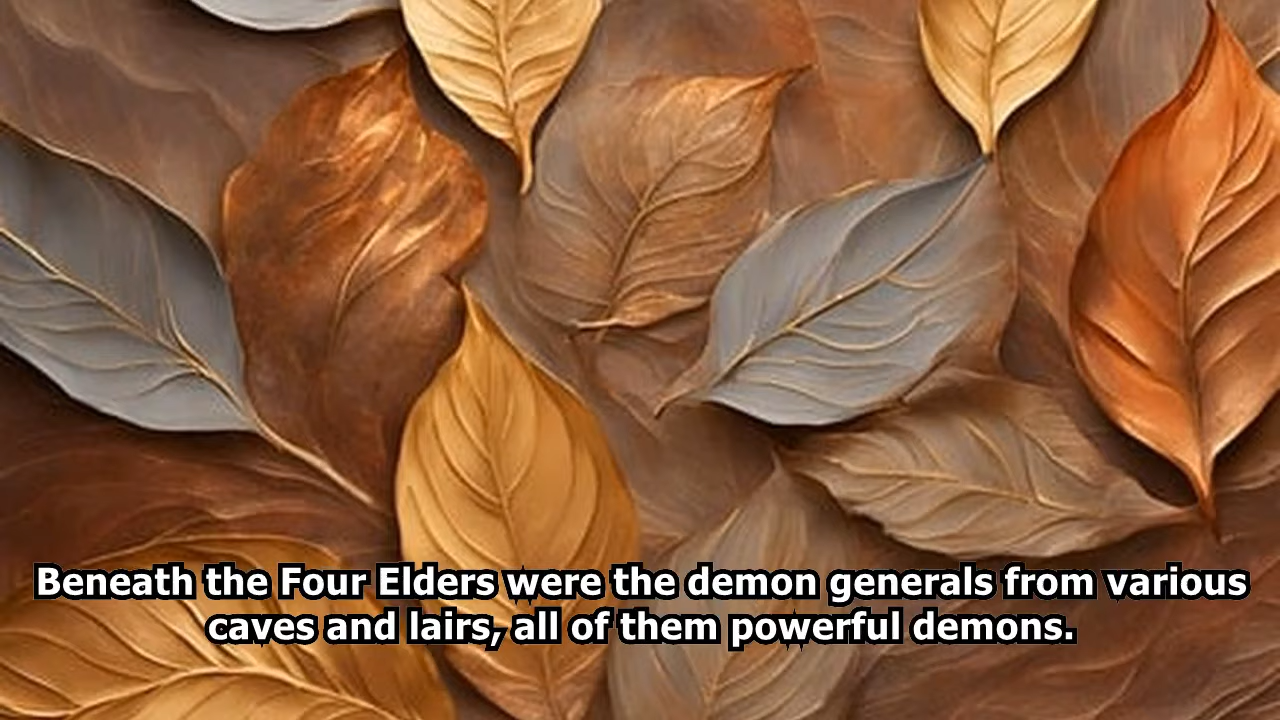 Beneath the Four Elders were the demon generals from various
caves and lairs, all of them powerful demons.